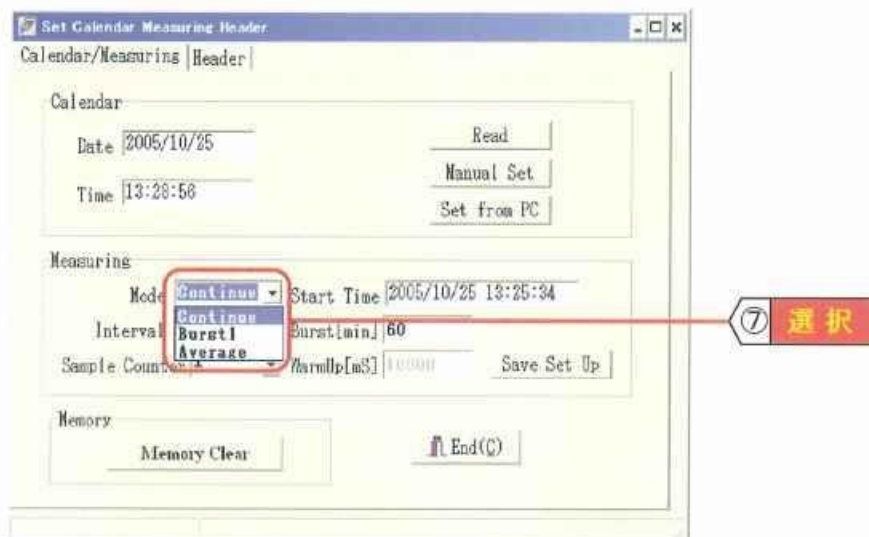 Set Calendar Measuring Header
Calendar/Measuring Header
Calendar
Date 2005/10/25
Read
Manual Set
Time 13:28:56
Set from PC
Measuring
Mode Continue Start Time 2005/10/25 13:25:34
Continue
Interval Burst1 Burst[min] 60
Average
Sample Counter WarmUp[mS] 10000 Save Set Up
Memory
Memory Clear
End(C)
⑦ 選択